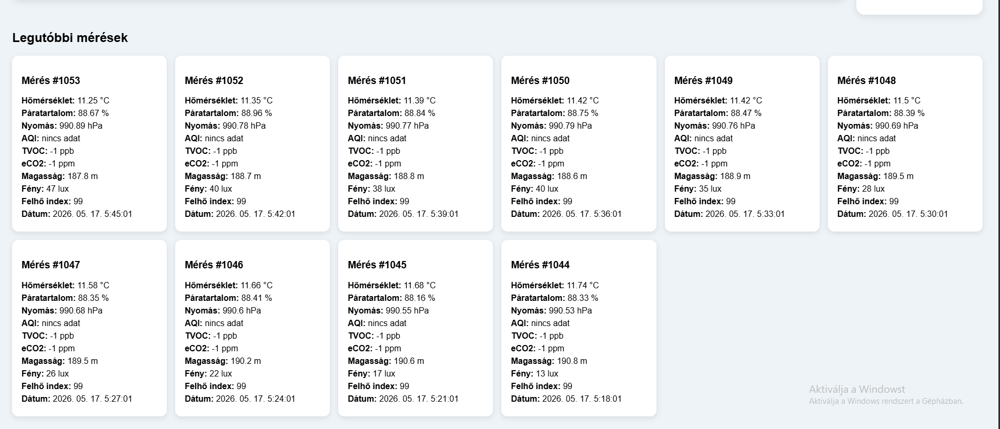 Legutóbbi mérések
Mérés #1053
Hőmérséklet: 11.25 °C
Páratartalom: 88.67 %
Nyomás: 990.89 hPa
AQI: nincs adat
TVOC: -1 ppb
eCO2: -1 ppm
Magasság: 187.8 m
Fény: 47 lux
Felhő index: 99
Dátum: 2026. 05. 17. 5:45:01
Mérés #1052
Hőmérséklet: 11.35 °C
Páratartalom: 88.96 %
Nyomás: 990.78 hPa
AQI: nincs adat
TVOC: -1 ppb
eCO2: -1 ppm
Magasság: 188.7 m
Fény: 40 lux
Felhő index: 99
Dátum: 2026. 05. 17. 5:42:01
Mérés #1051
Hőmérséklet: 11.39 °C
Páratartalom: 88.84 %
Nyomás: 990.77 hPa
AQI: nincs adat
TVOC: -1 ppb
eCO2: -1 ppm
Magasság: 188.8 m
Fény: 38 lux
Felhő index: 99
Dátum: 2026. 05. 17. 5:39:01
Mérés #1050
Hőmérséklet: 11.42 °C
Páratartalom: 88.75 %
Nyomás: 990.79 hPa
AQI: nincs adat
TVOC: -1 ppb
eCO2: -1 ppm
Magasság: 188.6 m
Fény: 40 lux
Felhő index: 99
Dátum: 2026. 05. 17. 5:36:01
Mérés #1049
Hőmérséklet: 11.42 °C
Páratartalom: 88.47 %
Nyomás: 990.76 hPa
AQI: nincs adat
TVOC: -1 ppb
eCO2: -1 ppm
Magasság: 188.9 m
Fény: 35 lux
Felhő index: 99
Dátum: 2026. 05. 17. 5:33:01
Mérés #1048
Hőmérséklet: 11.5 °C
Páratartalom: 88.39 %
Nyomás: 990.69 hPa
AQI: nincs adat
TVOC: -1 ppb
eCO2: -1 ppm
Magasság: 189.5 m
Fény: 28 lux
Felhő index: 99
Dátum: 2026. 05. 17. 5:30:01
Mérés #1047
Hőmérséklet: 11.58 °C
Páratartalom: 88.35 %
Nyomás: 990.68 hPa
AQI: nincs adat
TVOC: -1 ppb
eCO2: -1 ppm
Magasság: 189.5 m
Fény: 26 lux
Felhő index: 99
Dátum: 2026. 05. 17. 5:27:01
Mérés #1046
Hőmérséklet: 11.66 °C
Páratartalom: 88.41 %
Nyomás: 990.6 hPa
AQI: nincs adat
TVOC: -1 ppb
eCO2: -1 ppm
Magasság: 190.2 m
Fény: 22 lux
Felhő index: 99
Dátum: 2026. 05. 17. 5:24:01
Mérés #1045
Hőmérséklet: 11.68 °C
Páratartalom: 88.16 %
Nyomás: 990.55 hPa
AQI: nincs adat
TVOC: -1 ppb
eCO2: -1 ppm
Magasság: 190.6 m
Fény: 17 lux
Felhő index: 99
Dátum: 2026. 05. 17. 5:21:01
Mérés #1044
Hőmérséklet: 11.74 °C
Páratartalom: 88.33 %
Nyomás: 990.53 hPa
AQI: nincs adat
TVOC: -1 ppb
eCO2: -1 ppm
Magasság: 190.8 m
Fény: 13 lux
Felhő index: 99
Dátum: 2026. 05. 17. 5:18:01
Aktiválja a Windowst
Aktiválja a Windows rendszert a Gépházban.